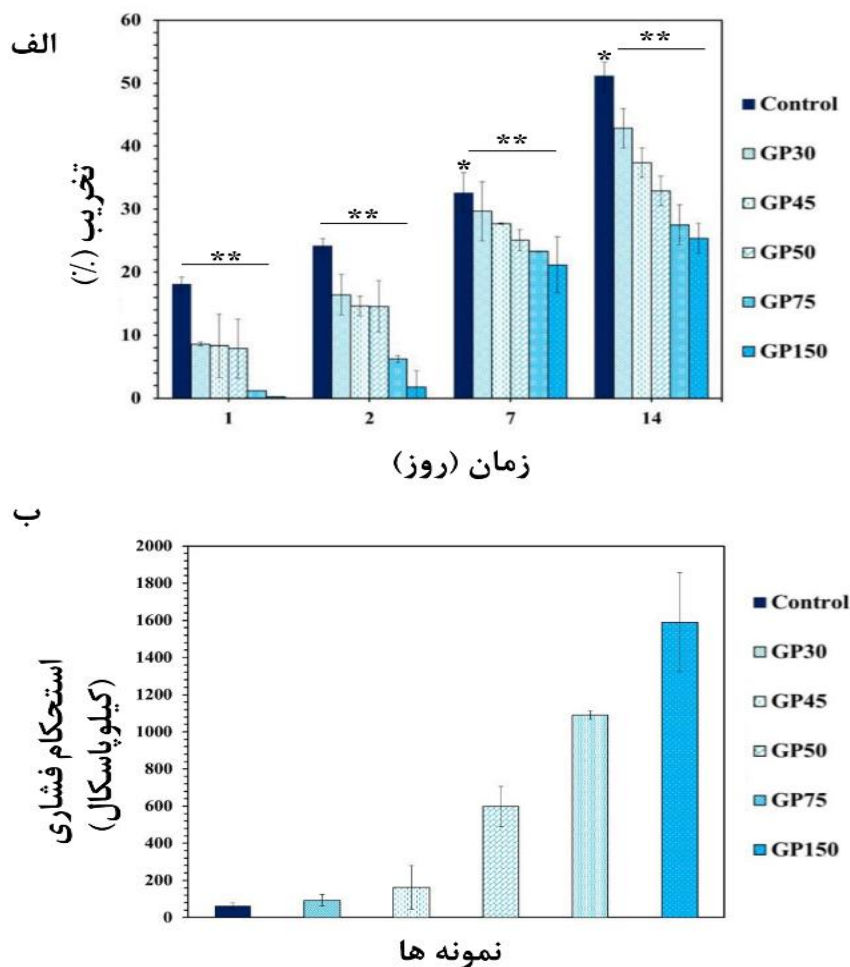 الف
60
50
40
30
20
10
0
تخریب (%)
**
**
*
**
*
**
1 2 7 14
زمان (روز)
Control
GP30
GP45
GP50
GP75
GP150
ب
2000
1800
1600
1400
1200
1000
800
600
400
200
0
استحکام فشاری
(کیلوپاسکال)
نمونه ها
Control
GP30
GP45
GP50
GP75
GP150